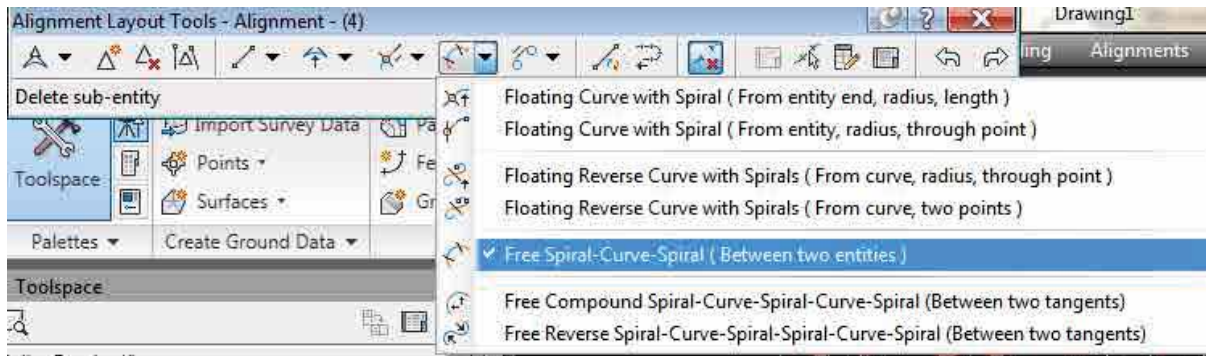 Alignment Layout Tools - Alignment - (4)
Drawing1
ing Alignments
Delete sub-entity
Floating Curve with Spiral ( From entity end, radius, length )
Floating Curve with Spiral ( From entity, radius, through point )
Floating Reverse Curve with Spirals ( From curve, radius, through point )
Floating Reverse Curve with Spirals ( From curve, two points )
Free Spiral-Curve-Spiral ( Between two entities )
Free Compound Spiral-Curve-Spiral-Curve-Spiral (Between two tangents)
Free Reverse Spiral-Curve-Spiral-Spiral-Curve-Spiral (Between two tangents)
Import Survey Data Pa
Points Fe
Surfaces Gr
Toolspace
Palettes Create Ground Data
Toolspace